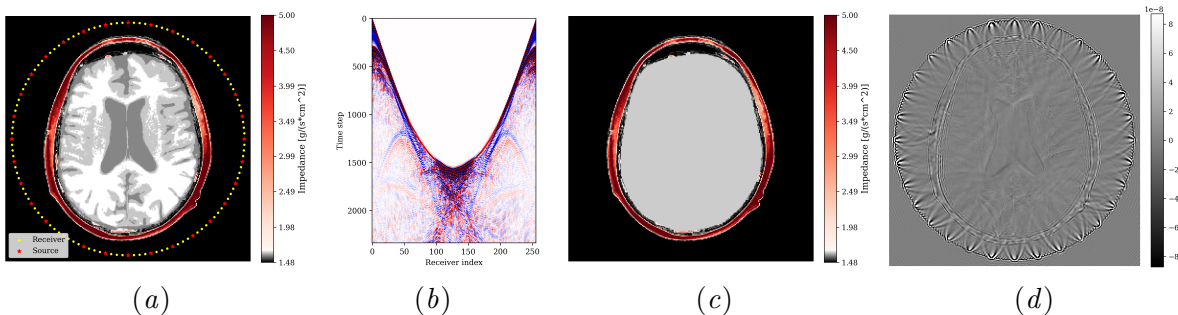 Receiver
Source
5.00
4.50
3.99
3.49
2.99
2.49
1.98
1.48
Impedance [g/(s*cm^2)]
(a)
0
500
1000
1500
2000
Time step
0 50 100 150 200 250
Receiver index
(b)
5.00
4.50
3.99
3.49
2.99
2.49
1.98
1.48
Impedance [g/(s*cm^2)]
(c)
1e−8
8
6
4
2
0
−2
−4
−6
−8
(d)